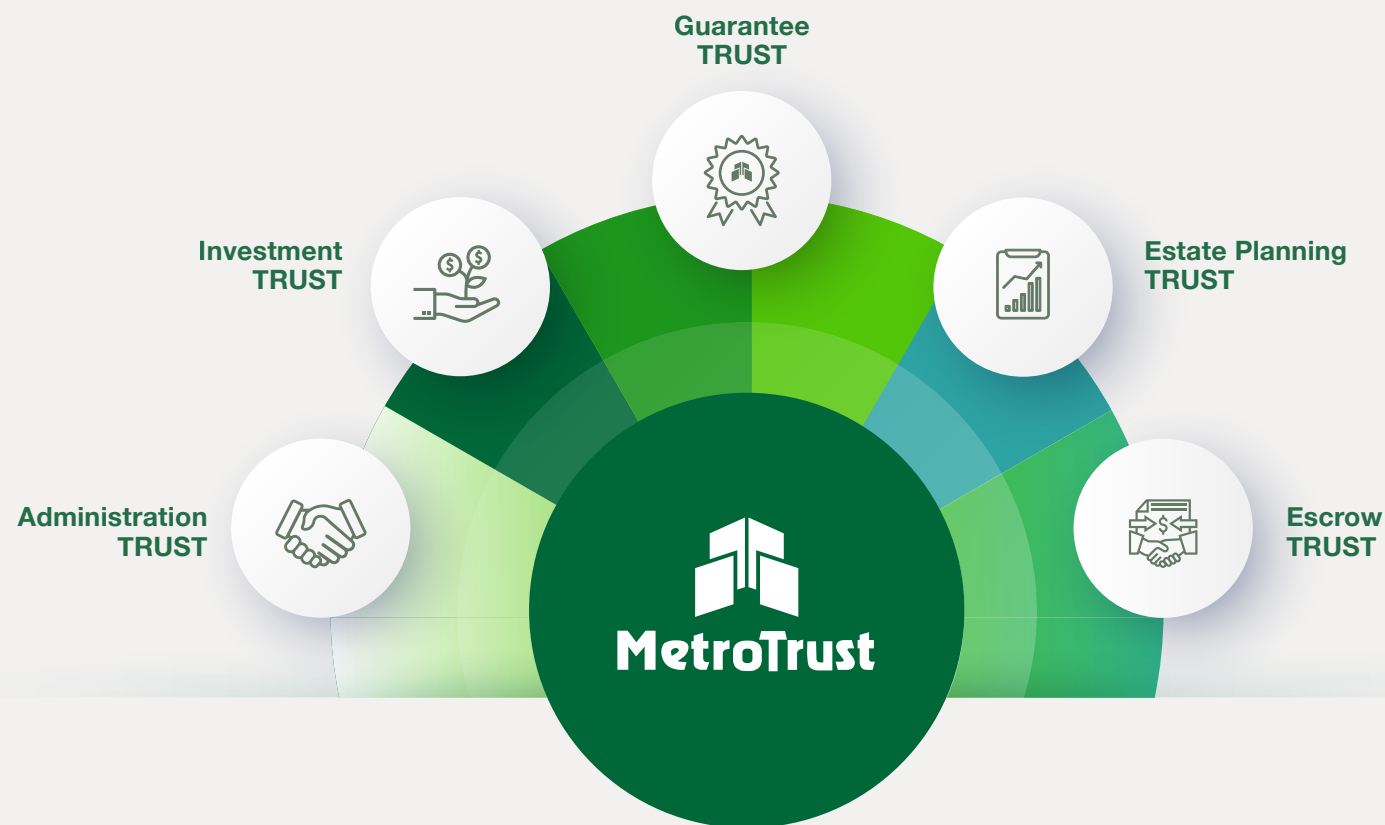 Guarantee
TRUST
Investment
TRUST
Estate Planning
TRUST
Administration
TRUST
Escrow
TRUST
MetroTrust